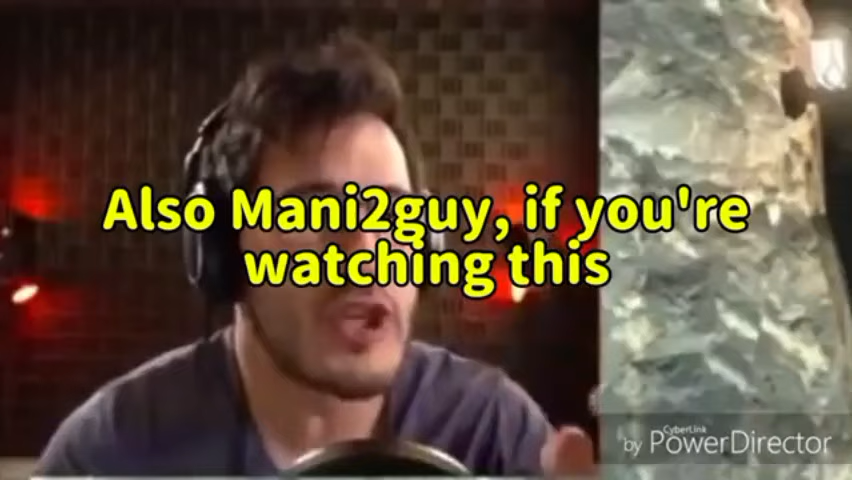 Also Mani2guy, if you're
watching this
CyberLink
by PowerDirector